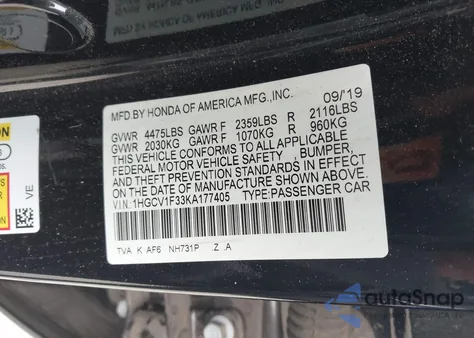 MFD.BY HONDA OF AMERICA MFG.,INC. 09/'19
GVWR 4475LBS GAWR F 2359LBS R 2116LBS
GVWR 2030KG GAWR F 1070KG R 960KG
THIS VEHICLE CONFORMS TO ALL APPLICABLE
FEDERAL MOTOR VEHICLE SAFETY , BUMPER,
AND THEFT PREVENTION STANDARDS IN EFFECT
ON THE DATE OF MANUFACTURE SHOWN ABOVE.
V.I.N.:1HGCV1F33KA177405 TYPE:PASSENGER CAR
TVA K AF6 NH731P .Z .A
VE
autoSnap